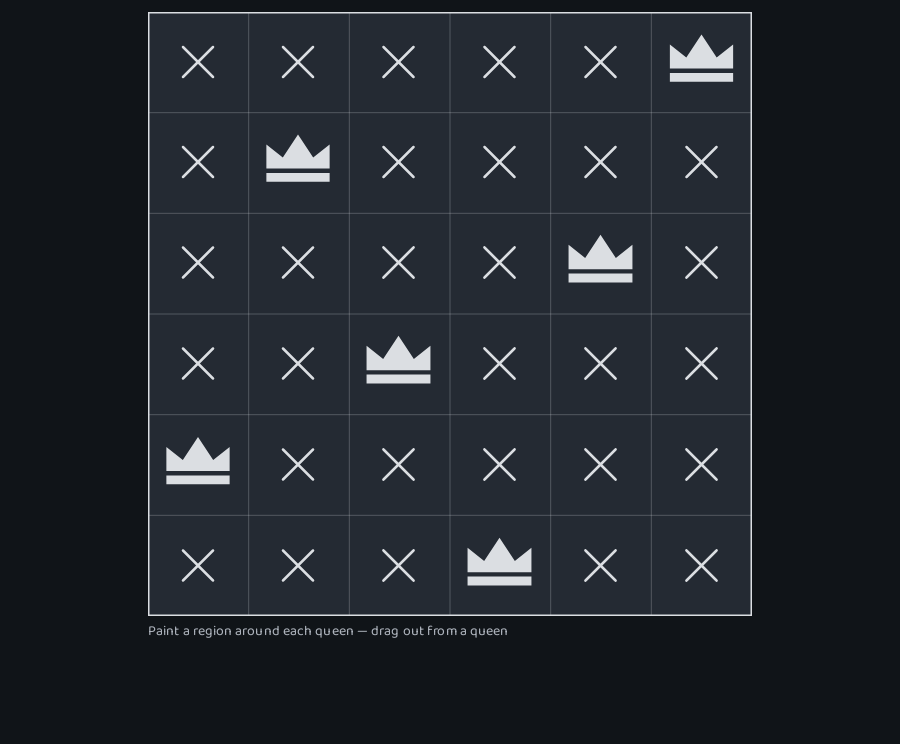 Paint a region around each queen — drag out from a queen